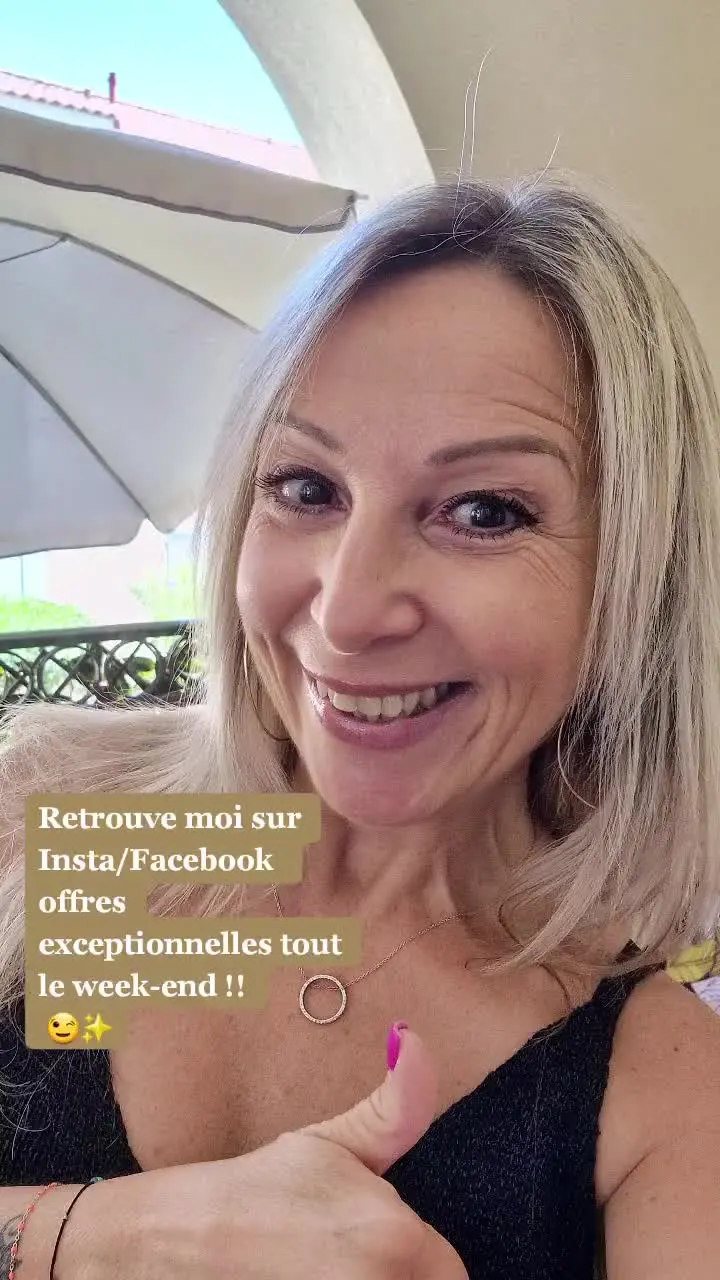 Retrouve moi sur
Insta/Facebook
offres
exceptionnelles tout
le week-end !!
😉✨